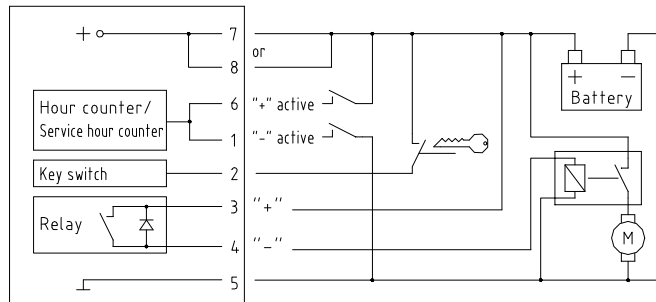 + 7
or
8
Hour counter/
Service hour counter
6 "+" active
1 "-" active
Key switch 2
Relay
3 "+"
4 "-"
5
+ -
Battery
M